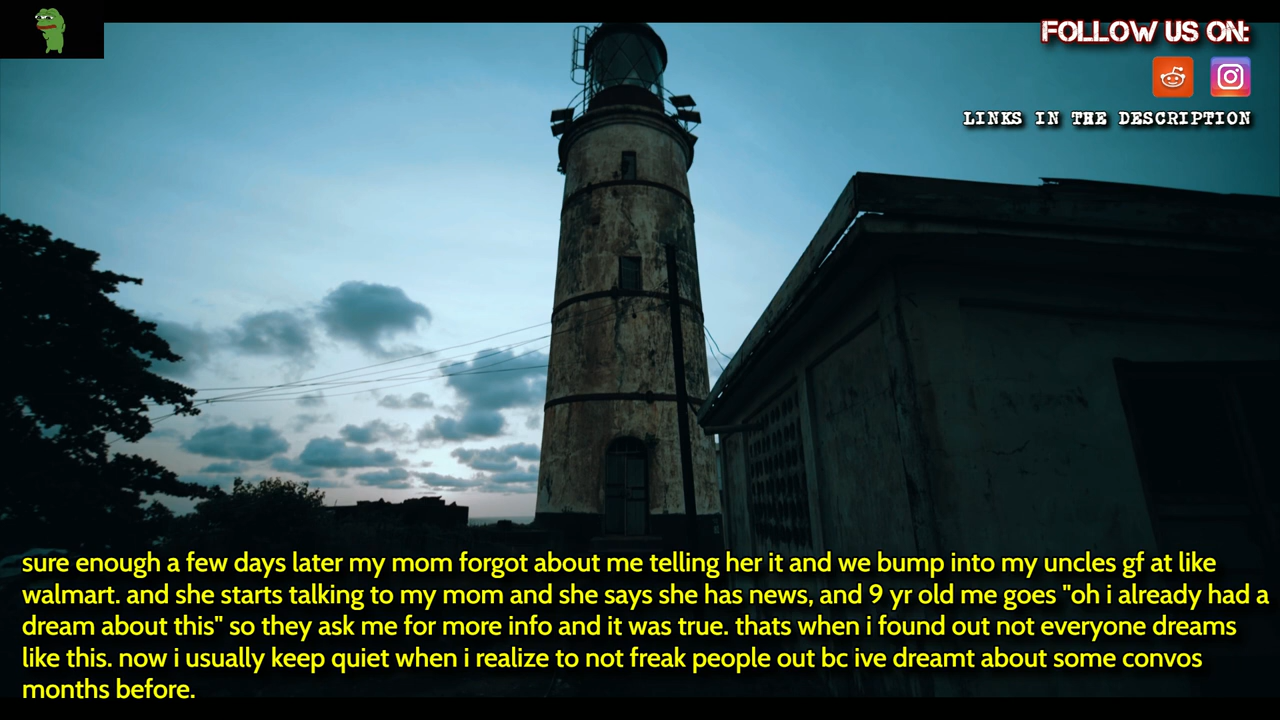 FOLLOW US ON:
LINKS IN THE DESCRIPTION
sure enough a few days later my mom forgot about me telling her it and we bump into my uncles gf at like
walmart. and she starts talking to my mom and she says she has news, and 9 yr old me goes "oh i already had a
dream about this" so they ask me for more info and it was true. thats when i found out not everyone dreams
like this. now i usually keep quiet when i realize to not freak people out bc ive dreamt about some convos
months before.